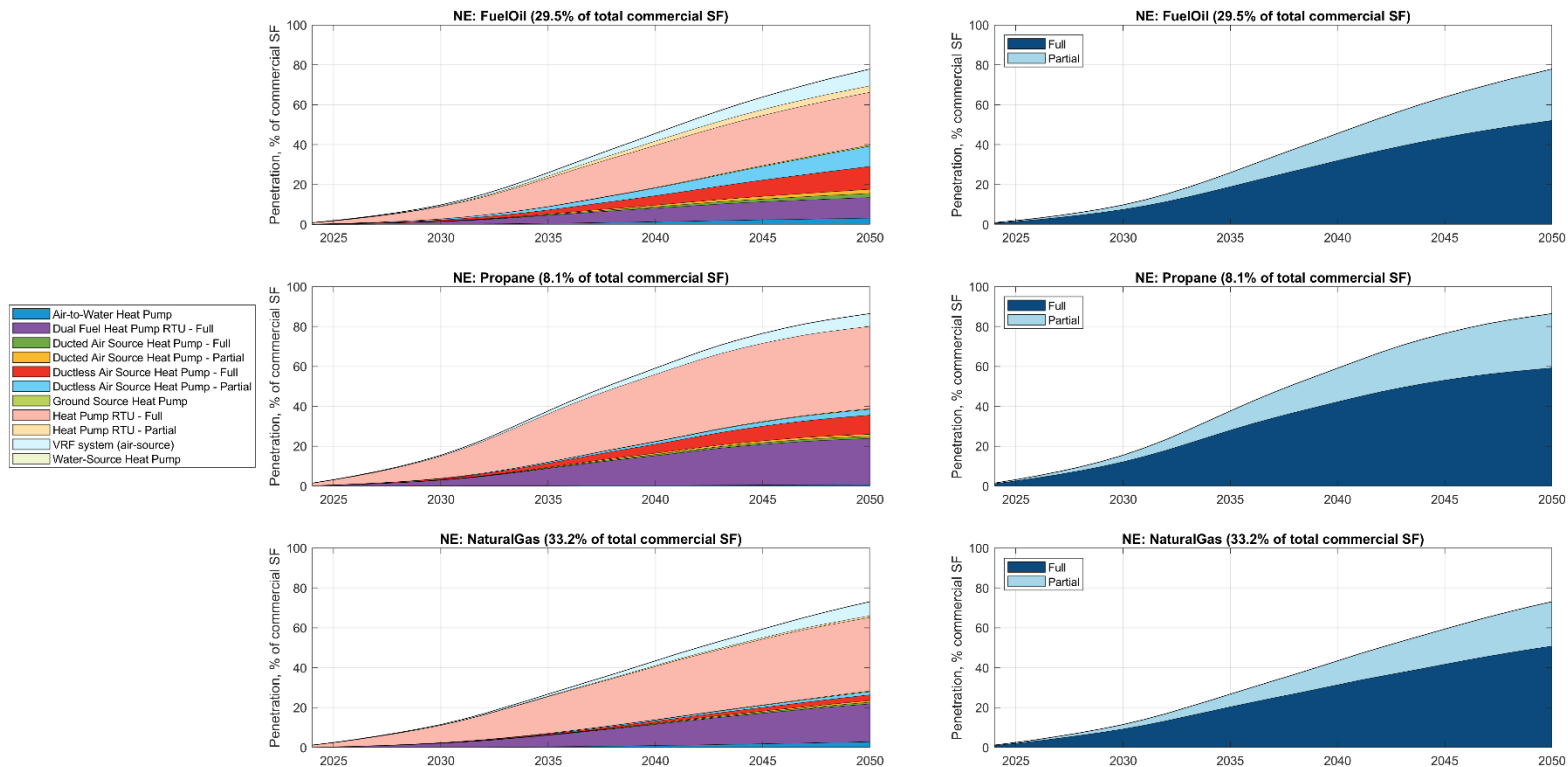 NE: FuelOil (29.5% of total commercial SF)
Penetration, % of commercial SF
100
80
60
40
20
0
2025 2030 2035 2040 2045 2050
NE: FuelOil (29.5% of total commercial SF)
Penetration, % commercial SF
Full
Partial
100
80
60
40
20
0
2025 2030 2035 2040 2045 2050
Air-to-Water Heat Pump
Dual Fuel Heat Pump RTU - Full
Ducted Air Source Heat Pump - Full
Ducted Air Source Heat Pump - Partial
Ductless Air Source Heat Pump - Full
Ductless Air Source Heat Pump - Partial
Ground Source Heat Pump
Heat Pump RTU - Full
Heat Pump RTU - Partial
VRF system (air-source)
Water-Source Heat Pump
NE: Propane (8.1% of total commercial SF)
Penetration, % of commercial SF
100
80
60
40
20
0
2025 2030 2035 2040 2045 2050
NE: Propane (8.1% of total commercial SF)
Penetration, % commercial SF
Full
Partial
100
80
60
40
20
0
2025 2030 2035 2040 2045 2050
NE: NaturalGas (33.2% of total commercial SF)
Penetration, % of commercial SF
100
80
60
40
20
0
2025 2030 2035 2040 2045 2050
NE: NaturalGas (33.2% of total commercial SF)
Penetration, % commercial SF
Full
Partial
100
80
60
40
20
0
2025 2030 2035 2040 2045 2050